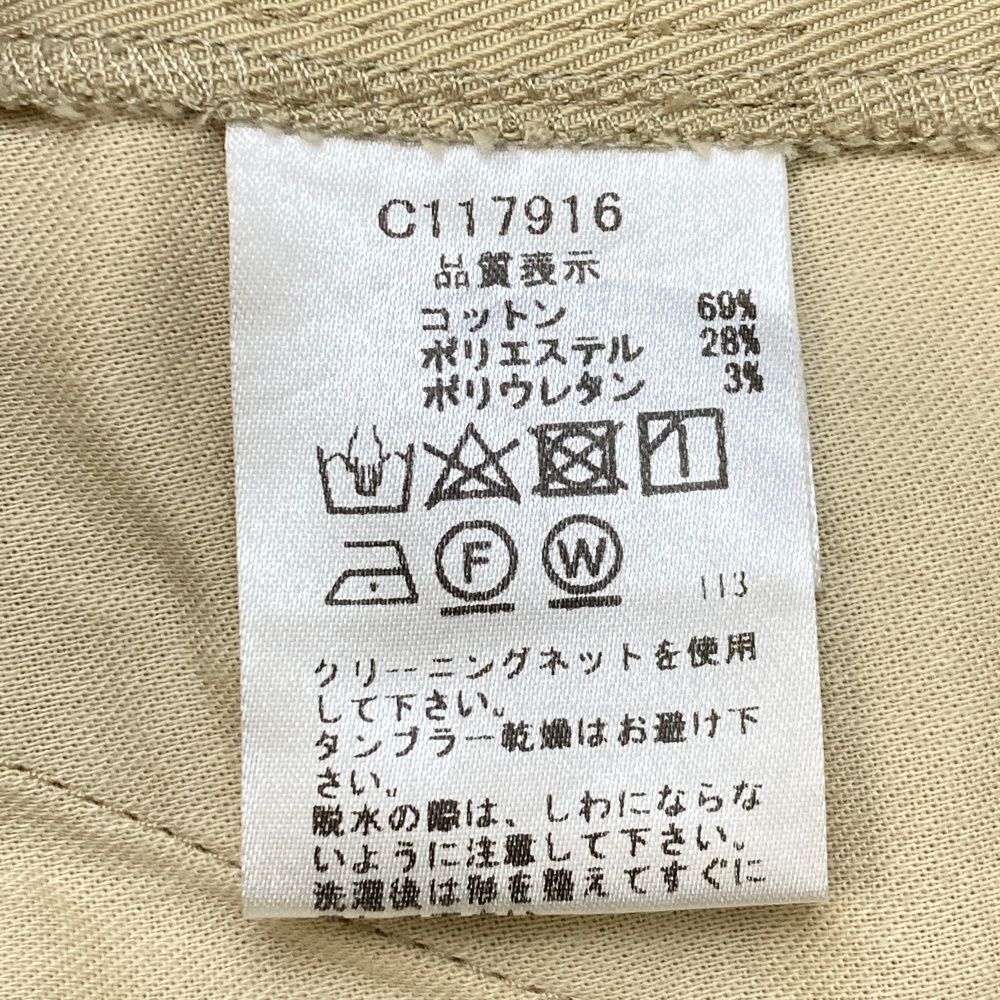 C117916
品質表示
コットン 69%
ポリエステル 28%
ポリウレタン 3%
F W
113
クリーニングネットを使用
して下さい。
タンブラー乾燥はお避け下
さい。
脱水の際は、しわにならな
いように注意して下さい。
洗濯後は形を整えてすぐに